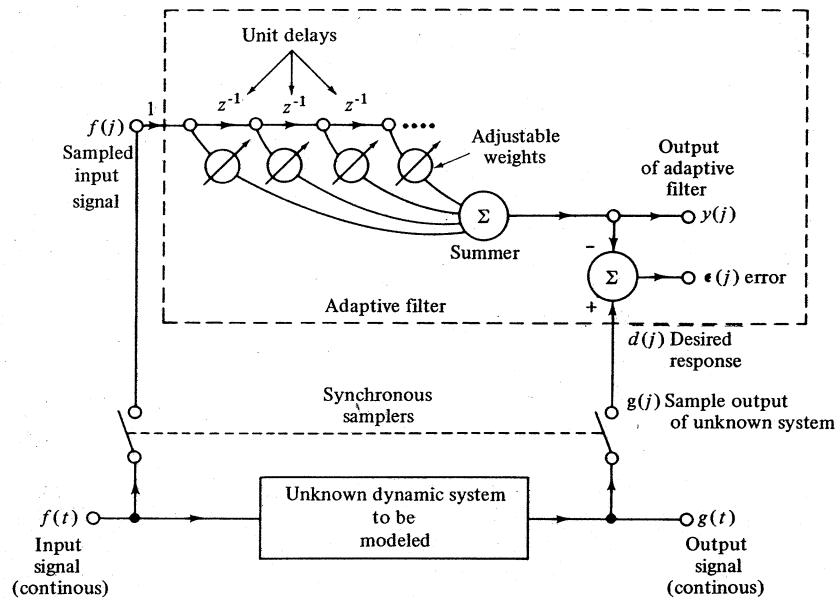 Unit delays
1
z⁻¹
z⁻¹
z⁻¹
f(j)
Sampled
input
signal
Adjustable
weights
Output
of adaptive
filter
Σ
y(j)
Summer
−
Σ
ϵ(j) error
+
Adaptive filter
d(j) Desired
response
Synchronous
samplers
g(j) Sample output
of unknown system
Unknown dynamic system
to be
modeled
f(t)
Input
signal
(continous)
g(t)
Output
signal
(continous)